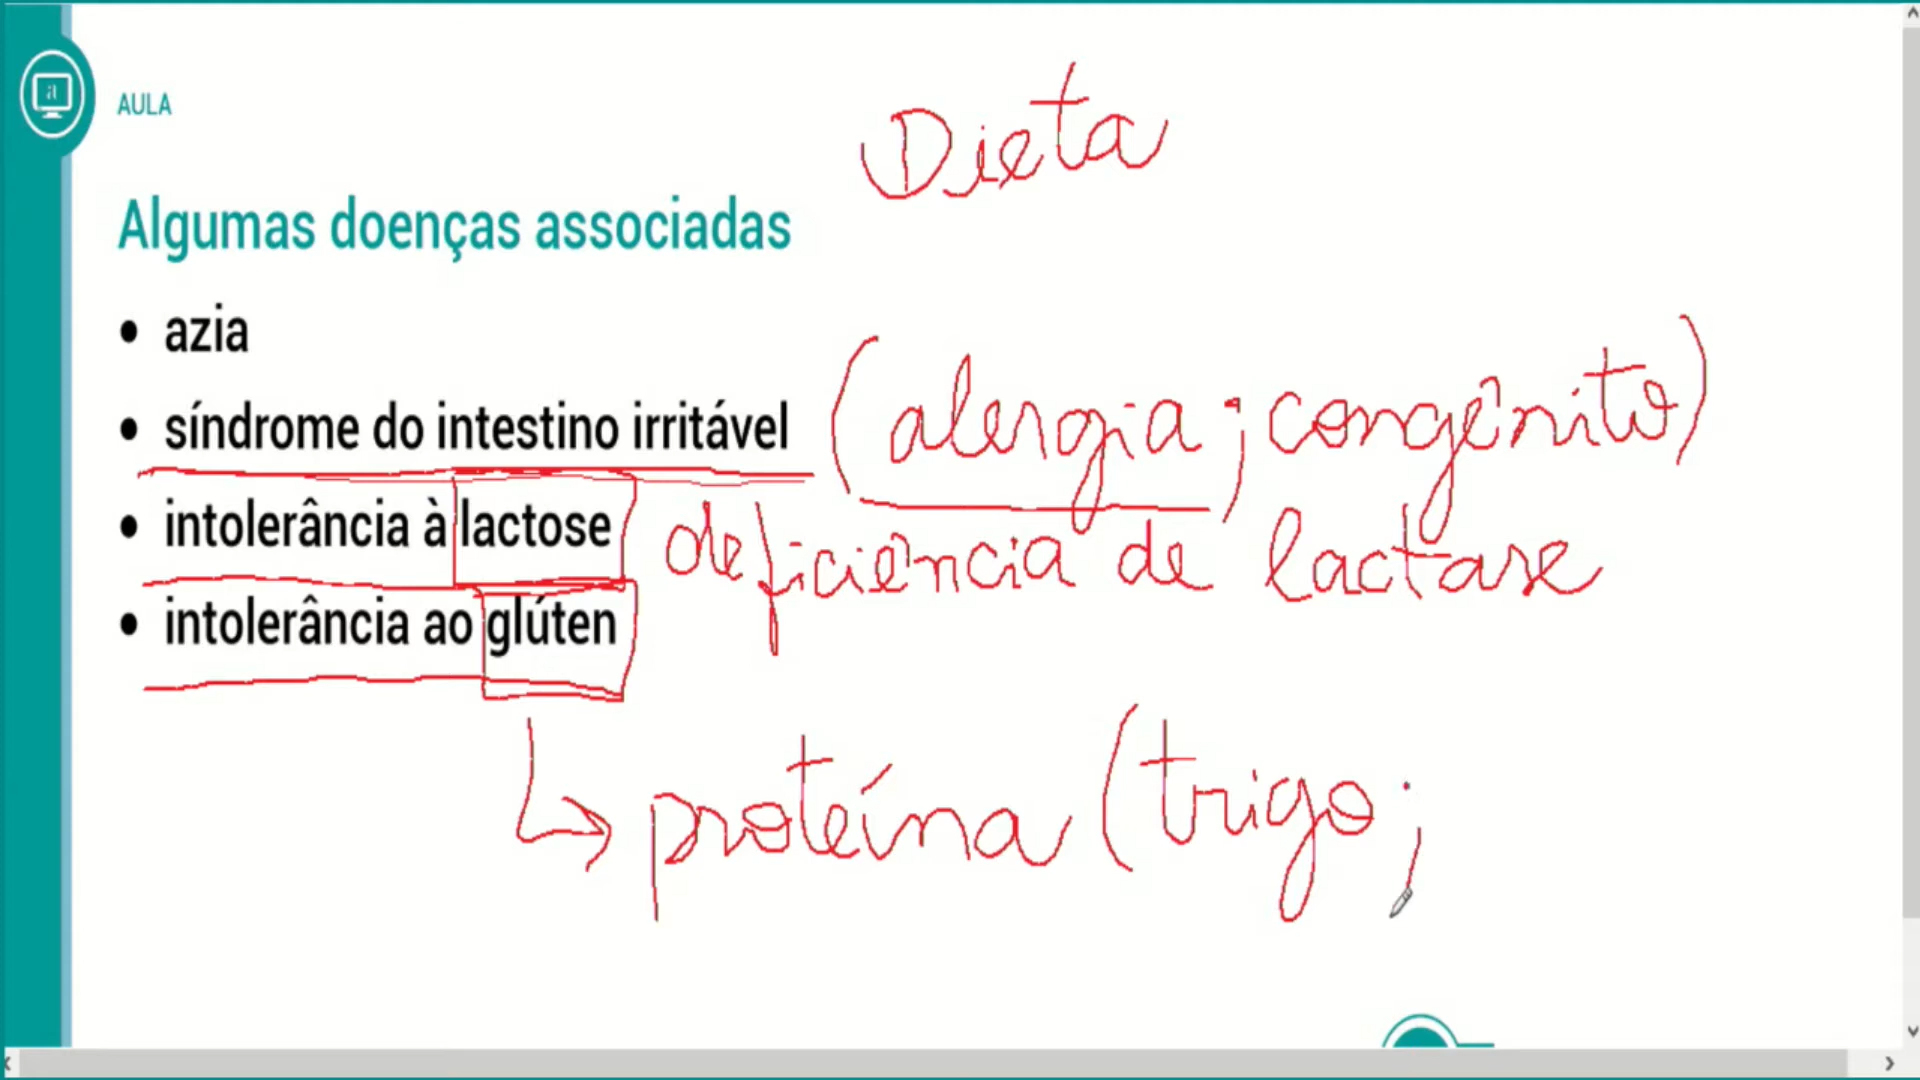 AULA
Dieta
Algumas doenças associadas
• azia
• síndrome do intestino irritável (alergia; congênito)
• intolerância à lactose deficiência de lactase
• intolerância ao glúten
↳ proteína (trigo;